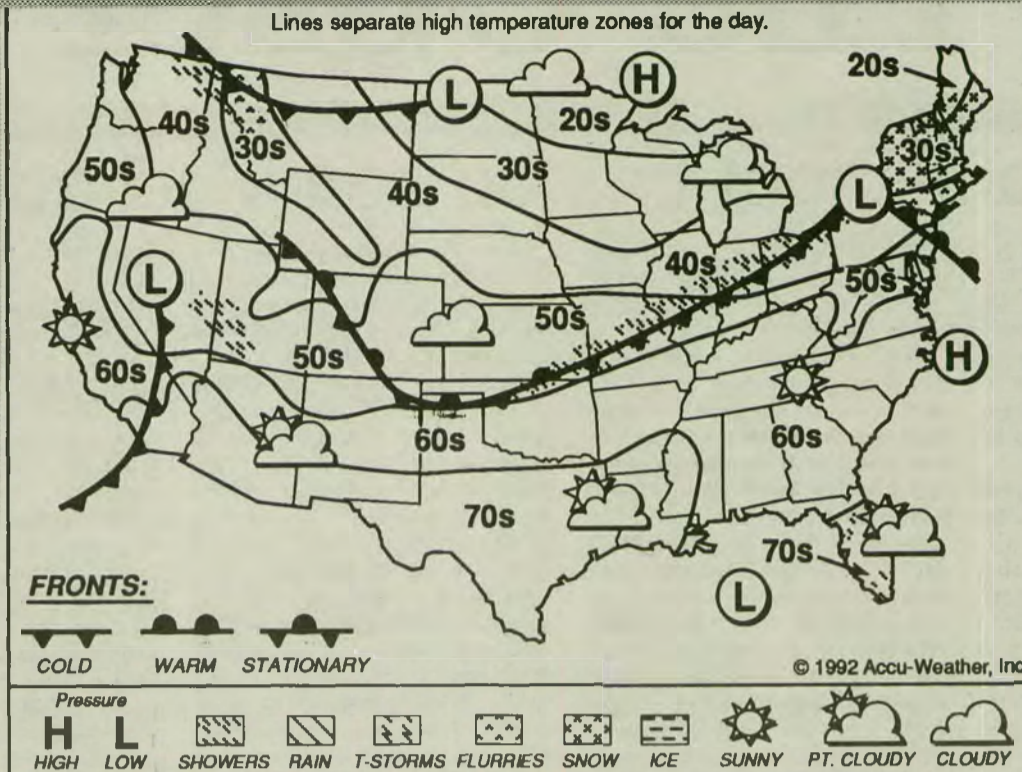 Lines separate high temperature zones for the day.
L
H
20s
20s
40s
30s
50s
30s
30s
40s
L
40s
50s
L
50s
50s
60s
H
60s
60s
70s
70s
L
FRONTS:
COLD WARM STATIONARY
© 1992 Accu-Weather, Inc
Pressure
H L
HIGH LOW SHOWERS RAIN T-STORMS FLURRIES SNOW ICE SUNNY PT. CLOUDY CLOUDY